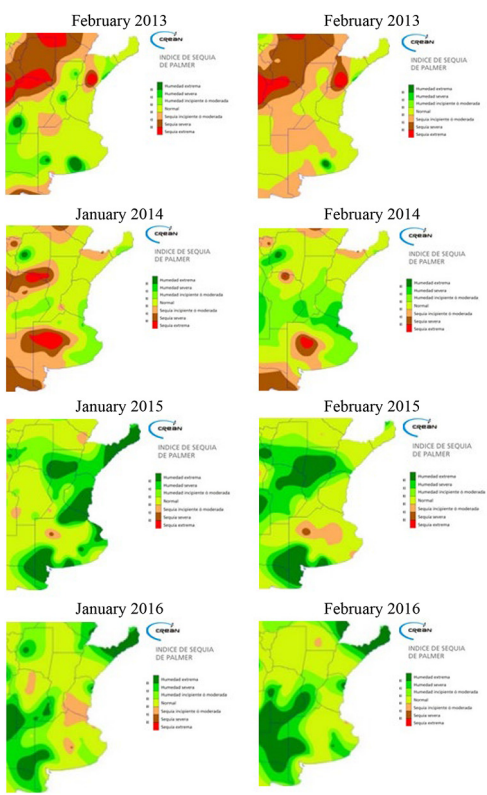 February 2013
CREAN
INDICE DE SEQUIA
DE PALMER
Humedad extrema
Humedad severa
Humedad incipiente ó moderada
Normal
Sequia incipiente ó moderada
Sequia severa
Sequia extrema
February 2013
CREAN
INDICE DE SEQUIA
DE PALMER
Humedad extrema
Humedad severa
Humedad incipiente ó moderada
Normal
Sequia incipiente ó moderada
Sequia severa
Sequia extrema
January 2014
CREAN
INDICE DE SEQUIA
DE PALMER
Humedad extrema
Humedad severa
Humedad incipiente ó moderada
Normal
Sequia incipiente ó moderada
Sequia severa
Sequia extrema
February 2014
CREAN
INDICE DE SEQUIA
DE PALMER
Humedad extrema
Humedad severa
Humedad incipiente ó moderada
Normal
Sequia incipiente ó moderada
Sequia severa
Sequia extrema
January 2015
CREAN
INDICE DE SEQUIA
DE PALMER
Humedad extrema
Humedad severa
Humedad incipiente ó moderada
Normal
Sequia incipiente ó moderada
Sequia severa
Sequia extrema
February 2015
CREAN
INDICE DE SEQUIA
DE PALMER
Humedad extrema
Humedad severa
Humedad incipiente ó moderada
Normal
Sequia incipiente ó moderada
Sequia severa
Sequia extrema
January 2016
CREAN
INDICE DE SEQUIA
DE PALMER
Humedad extrema
Humedad severa
Humedad incipiente ó moderada
Normal
Sequia incipiente ó moderada
Sequia severa
Sequia extrema
February 2016
CREAN
INDICE DE SEQUIA
DE PALMER
Humedad extrema
Humedad severa
Humedad incipiente ó moderada
Normal
Sequia incipiente ó moderada
Sequia severa
Sequia extrema